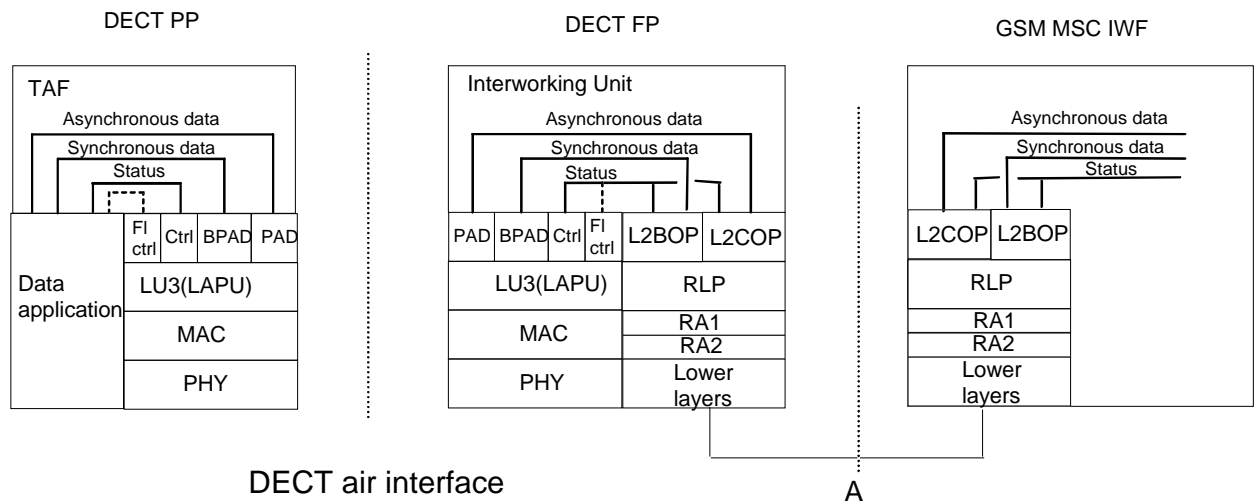 DECT PP
DECT FP
GSM MSC IWF
TAF
Asynchronous data
Synchronous data
Status
Fl
ctrl
Ctrl
BPAD
PAD
Data
application
LU3(LAPU)
MAC
PHY
Interworking Unit
Asynchronous data
Synchronous data
Status
PAD
BPAD
Ctrl
Fl
ctrl
L2BOP
L2COP
LU3(LAPU)
RLP
MAC
RA1
RA2
PHY
Lower
layers
Asynchronous data
Synchronous data
Status
L2COP
L2BOP
RLP
RA1
RA2
Lower
layers
DECT air interface
A